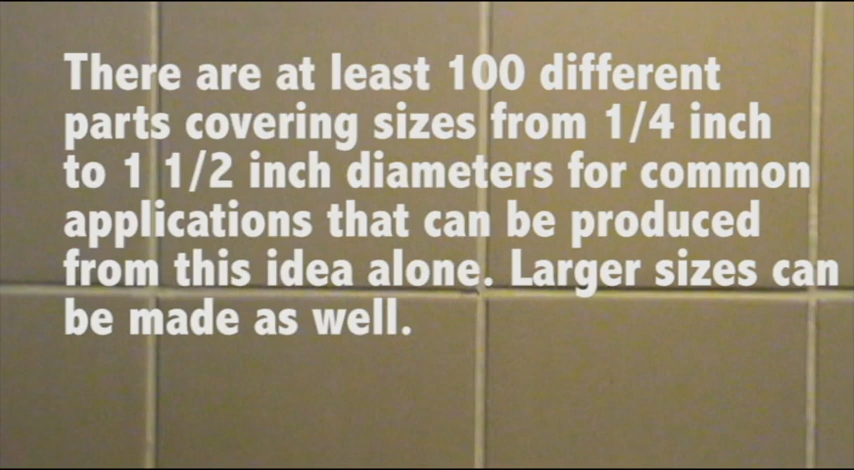 There are at least 100 different
parts covering sizes from 1/4 inch
to 1 1/2 inch diameters for common
applications that can be produced
from this idea alone. Larger sizes can
be made as well.